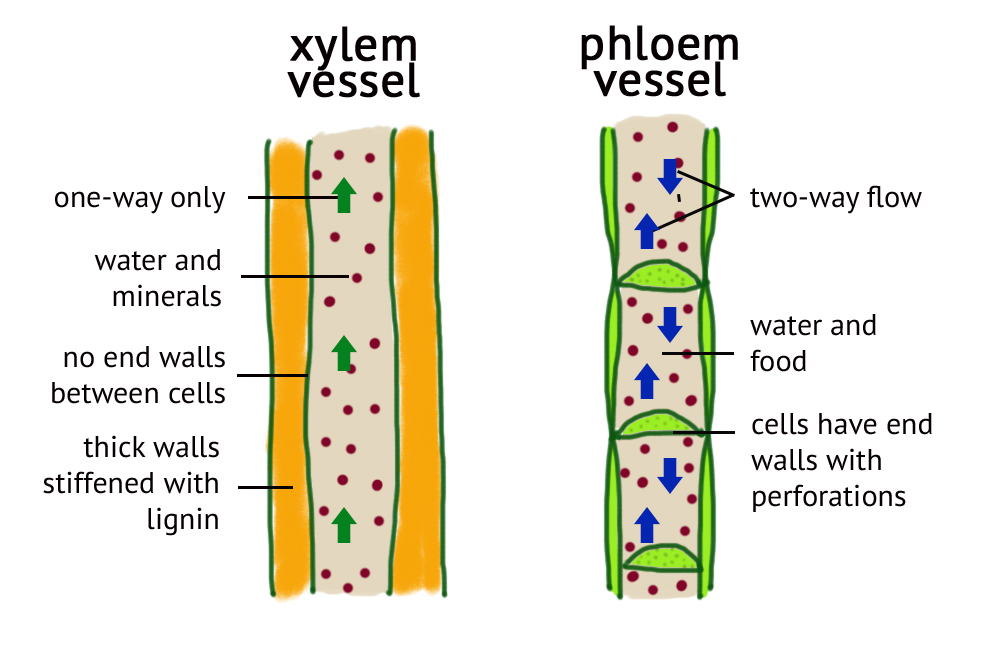 xylem
vessel
phloem
vessel
one-way only
water and
minerals
no end walls
between cells
thick walls
stiffened with
lignin
two-way flow
water and
food
cells have end
walls with
perforations